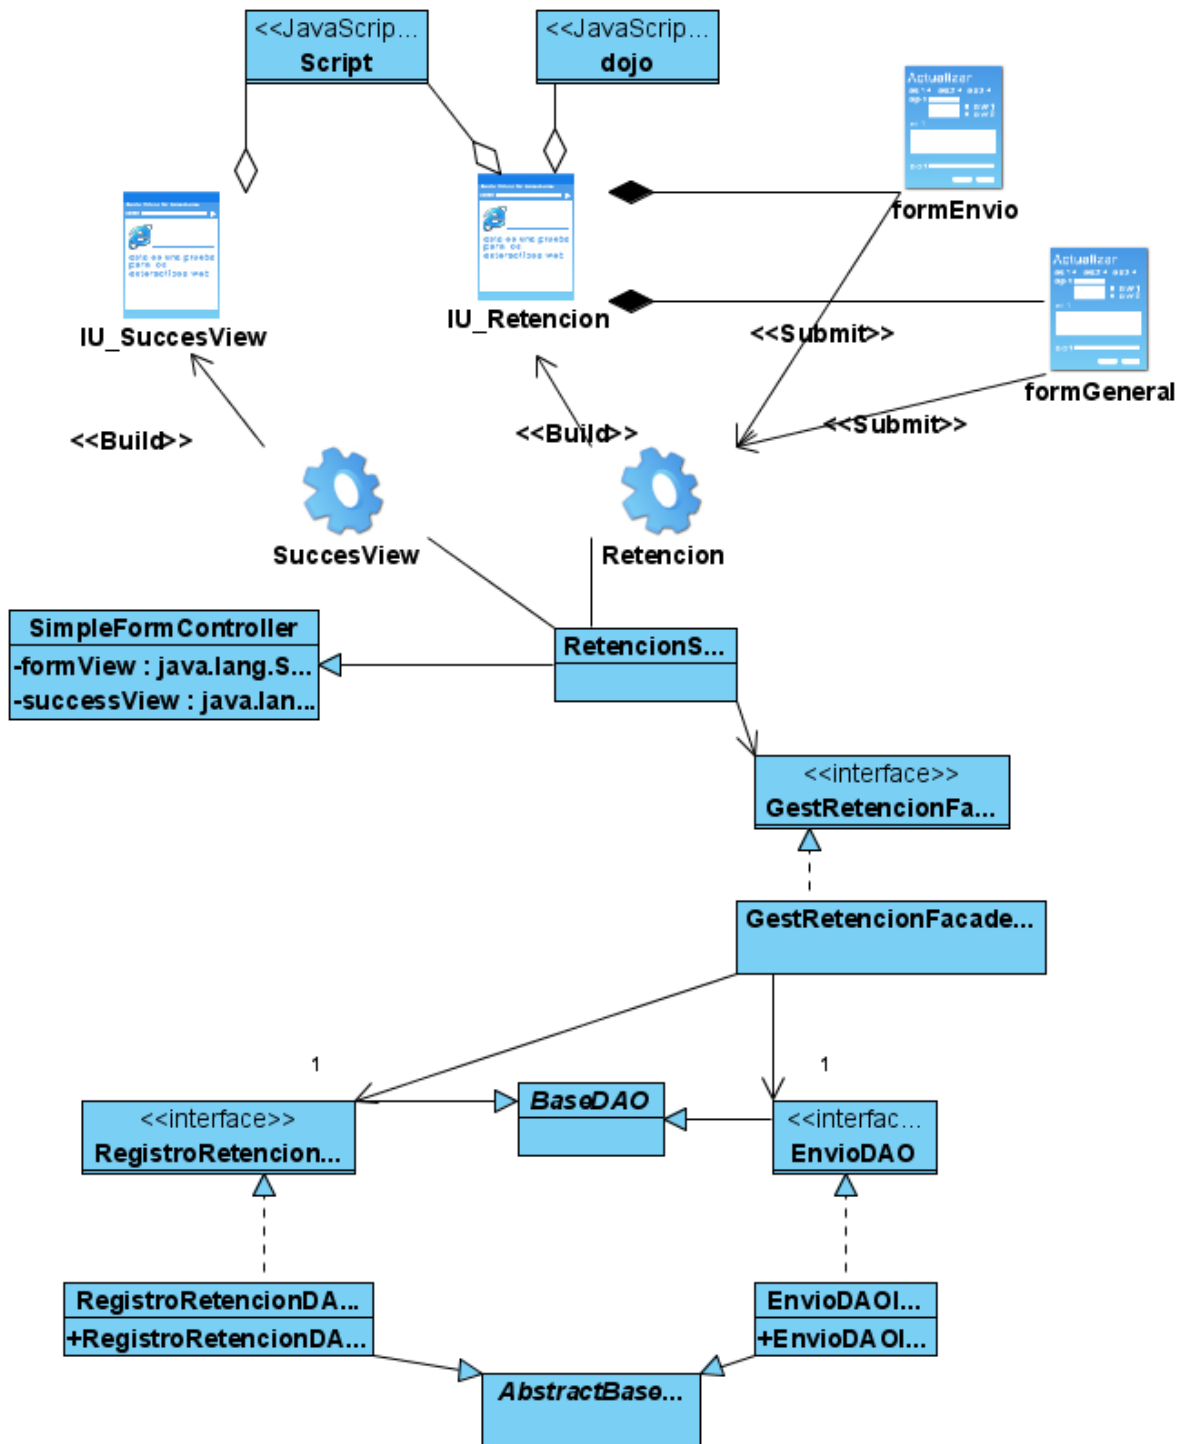 <<JavaScrip...
Script
<<JavaScrip...
dojo
Actualizar
formEnvio
Actualizar
formGeneral
IU_SuccesView
IU_Retencion
<<Submit>>
<<Submit>>
<<Build>>
<<Build>>
SuccesView
Retencion
SimpleFormController
-formView : java.lang.S...
-successView : java.lan...
RetencionS...
<<interface>>
GestRetencionFa...
GestRetencionFacade...
1
1
<<interface>>
RegistroRetencion...
BaseDAO
<<interfac...
EnvioDAO
RegistroRetencionDA...
+RegistroRetencionDA...
EnvioDAOI...
+EnvioDAOI...
AbstractBase...